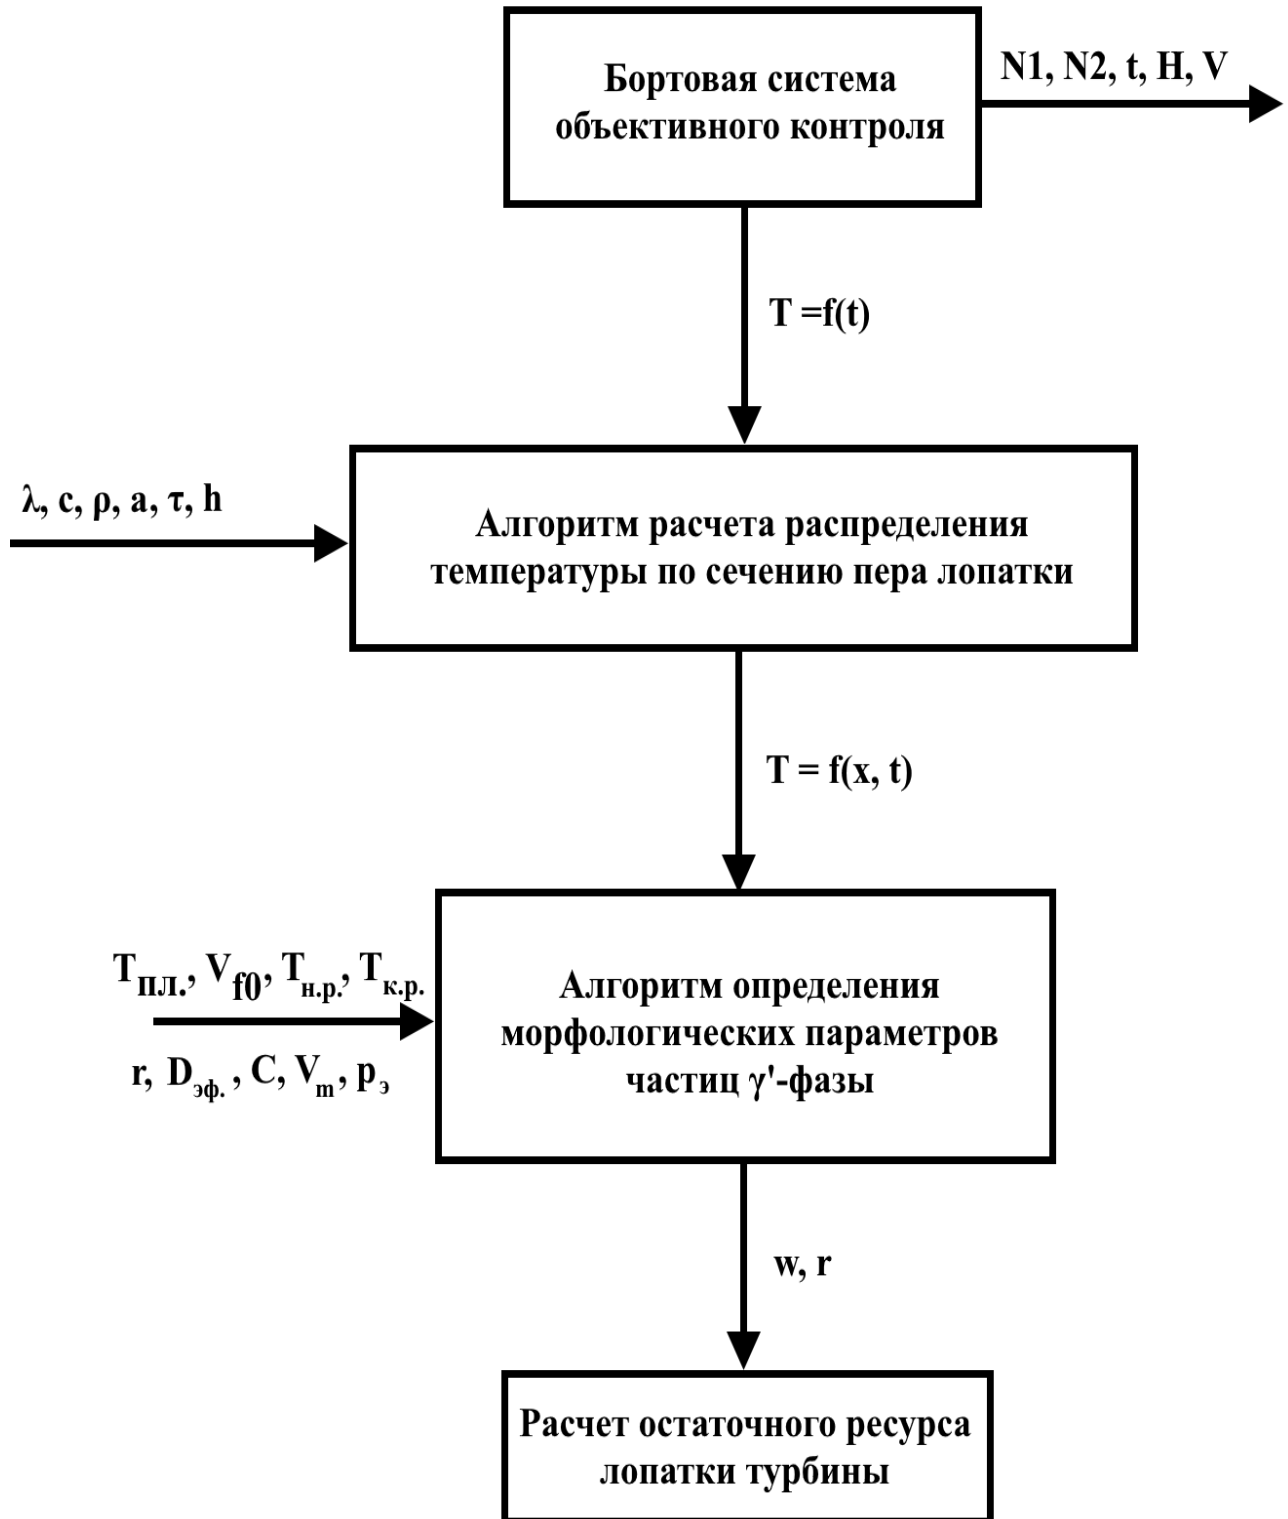 Бортовая система
объективного контроля
N1, N2, t, H, V
T =f(t)
λ, c, ρ, a, τ, h
Алгоритм расчета распределения
температуры по сечению пера лопатки
T = f(x, t)
Tпл., Vf0, Tн.р., Tк.р.
r, Dэф. , C, Vm, pэ
Алгоритм определения
морфологических параметров
частиц γ'-фазы
w, r
Расчет остаточного ресурса
лопатки турбины